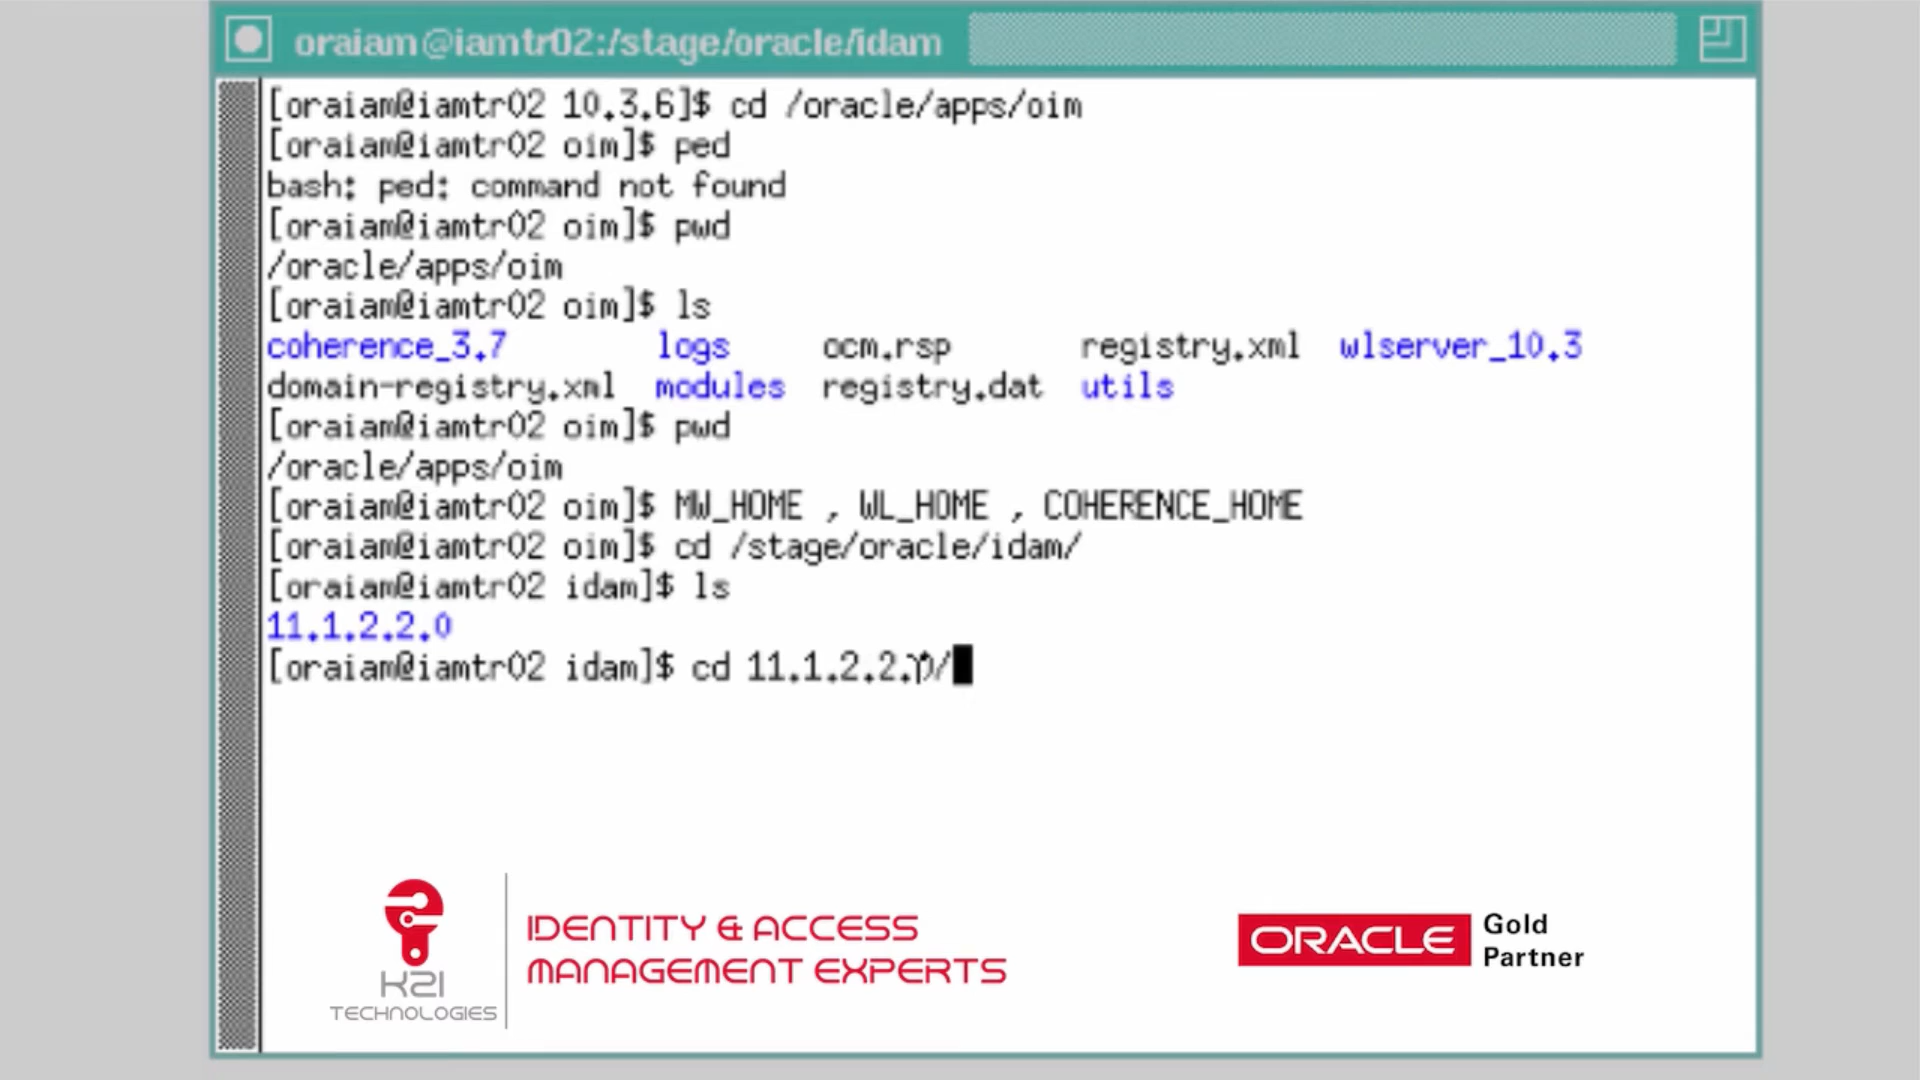 oraiam@iamtr02:/stage/oracle/idam
[oraiam@iamtr02 10.3.6]$ cd /oracle/apps/oim
[oraiam@iamtr02 oim]$ ped
bash: ped: command not found
[oraiam@iamtr02 oim]$ pwd
/oracle/apps/oim
[oraiam@iamtr02 oim]$ ls
coherence_3.7 logs ocm.rsp registry.xml wlserver_10.3
domain-registry.xml modules registry.dat utils
[oraiam@iamtr02 oim]$ pwd
/oracle/apps/oim
[oraiam@iamtr02 oim]$ MW_HOME , WL_HOME , COHERENCE_HOME
[oraiam@iamtr02 oim]$ cd /stage/oracle/idam/
[oraiam@iamtr02 idam]$ ls
11.1.2.2.0
[oraiam@iamtr02 idam]$ cd 11.1.2.2.0/
K21
TECHNOLOGIES
IDENTITY & ACCESS
MANAGEMENT EXPERTS
ORACLE
Gold
Partner